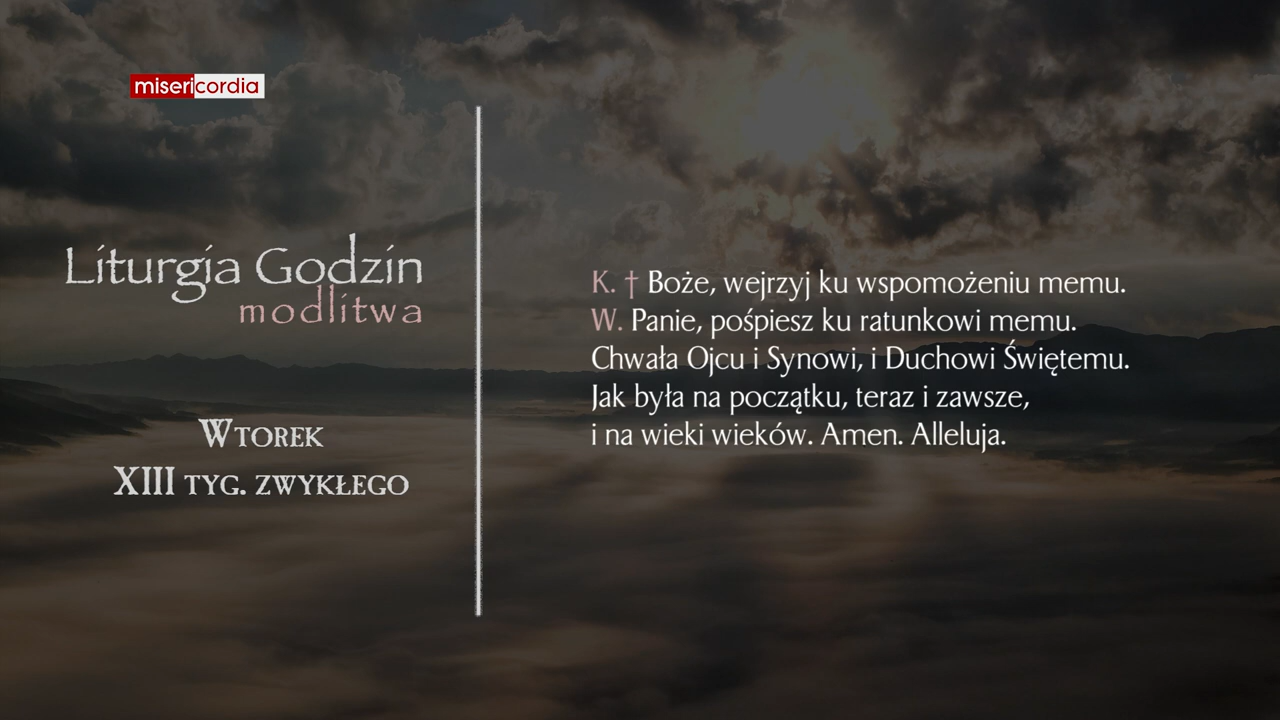 misericordia
Liturgia Godzin
modlitwa
Wtorek
XIII tyg. zwykłego
K. † Boże, wejrzyj ku wspomożeniu memu.
W. Panie, pośpiesz ku ratunkowi memu.
Chwała Ojcu i Synowi, i Duchowi Świętemu.
Jak była na początku, teraz i zawsze,
i na wieki wieków. Amen. Alleluja.